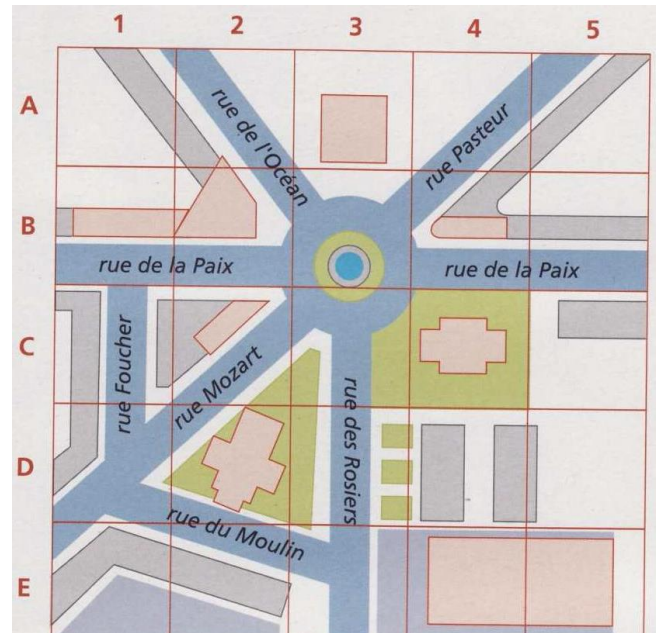 1 2 3 4 5
A
rue de l'Océan
rue Pasteur
B
rue de la Paix
rue de la Paix
C
rue Foucher
rue Mozart
rue des Rosiers
D
rue du Moulin
E